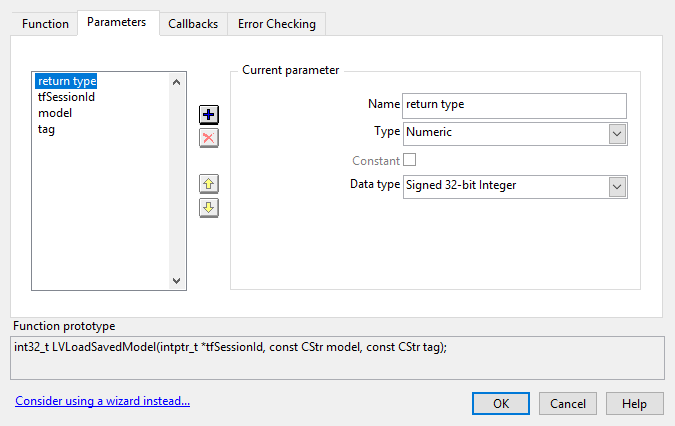 Function Parameters Callbacks Error Checking
return type
tfSessionId
model
tag
Current parameter
Name return type
Type Numeric
Constant
Data type Signed 32-bit Integer
Function prototype
int32_t LVLoadSavedModel(intptr_t *tfSessionId, const CStr model, const CStr tag);
Consider using a wizard instead...
OK Cancel Help